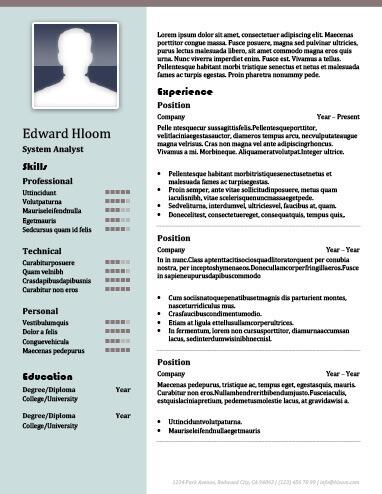 Edward Hloom
System Analyst
Skills
Professional
Utincidunt
Volutpaturna
Mauriseleifendnulla
Egetmauris
Sedcursus quam id felis
Technical
Curabiturposuere
Quam velnibh
Crasdapibusdapibusnis
Curabitur non eros
Personal
Vestibulumquis
Dolor a felis
Conguevehicula
Maecenas pedepurus
Education
Degree/Diploma Year
College/University
Degree/Diploma Year
College/University
Lorem ipsum dolor sit amet, consectetuer adipiscing elit. Maecenas
porttitor congue massa. Fusce posuere, magna sed pulvinar ultricies,
purus lectus malesuada libero, sit amet commodo magna eros quis
urna. Nunc viverra imperdiet enim. Fusce est. Vivamus a tellus.
Pellentesque habitant morbi tristique senectus et netus et malesuada
fames ac turpis egestas. Proin pharetra nonummy pede.
Experience
Position
Company Year – Present
Pelle ntesquecur sussagittisfelis.Pellentesqueporttitor,
velitlaciniaegestasauctor, diameros tempus arcu, necvulputateaugue
magna velrisus. Cras non magna vel ante adipiscingrhoncus.
Vivamus a mi. Morbineque. Aliquameratvolutpat.Integer ultrice.
• Pellentesque habitant morbitristiquesenectusetnetus et
malesuada fames ac turpisegestas.
• Proin semper, ante vitae sollicitudinposuere, metus quam
iaculisnibh, vitae scelerisquenuncmassaegetpede.
• Sedveliturna, interdumvel, ultriciesvel, faucibus at, quam.
• Donecelitest, consectetuereget, consequatquis, tempus quis,.
Position
Company Year – Year
In in nunc.Class aptenttacitisociosquadlitoratorquent per conubia
nostra, per inceptoshymenaeos.Donecullamcorperfringillaeros.Fusce
in sapieneupurusdapibuscommodo
• Cum sociisnatoquepenatibusetmagnis dis parturient montes,
nasceturridiculus mus.
• Crasfaucibuscondimentumodio.
• Etiam at ligula ettellusullamcorperultrices.
• In fermentum, lorem non cursusporttitor, diamurnaaccumsan
lacus, sedinterdumwisinibhnecnisl.
Position
Company Year – Year
Maecenas pedepurus, tristique ac, tempus eget, egestasquis, mauris.
Curabitur non eros.Nullamhendreritbibendumjusto. Fusceiaculis,
estquislaciniapretium, pedemetusmolestie lacus, at gravidawisi a.
• Uttinciduntvolutpaturna.
• Mauriseleifendnullaegetmauris
1234 Park Avenue, Redwood City, CA 94063 | (123) 456 78 99 | info@hloom.com